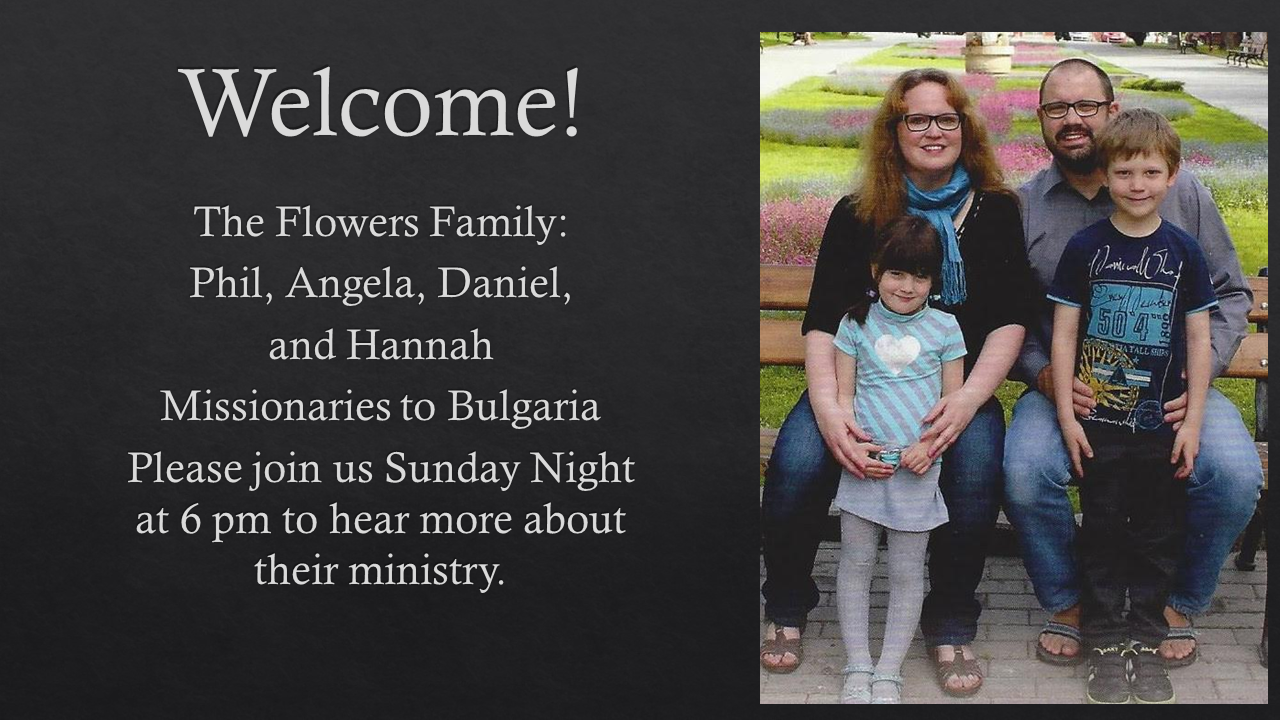 Welcome!
The Flowers Family:
Phil, Angela, Daniel,
and Hannah
Missionaries to Bulgaria
Please join us Sunday Night
at 6 pm to hear more about
their ministry.
504